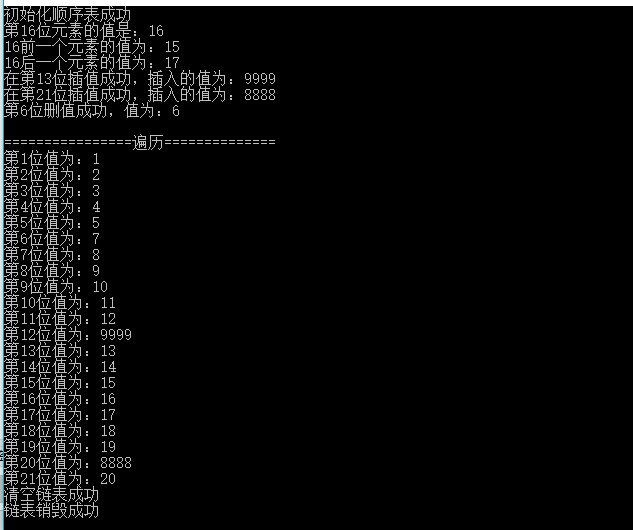 初始化顺序表成功
第16位元素的值是：16
16前一个元素的值为：15
16后一个元素的值为：17
在第13位插值成功，插入的值为：9999
在第21位插值成功，插入的值为：8888
第6位删值成功，值为：6
================遍历==============
第1位值为：1
第2位值为：2
第3位值为：3
第4位值为：4
第5位值为：5
第6位值为：7
第7位值为：8
第8位值为：9
第9位值为：10
第10位值为：11
第11位值为：12
第12位值为：9999
第13位值为：13
第14位值为：14
第15位值为：15
第16位值为：16
第17位值为：17
第18位值为：18
第19位值为：19
第20位值为：8888
第21位值为：20
清空链表成功
链表销毁成功